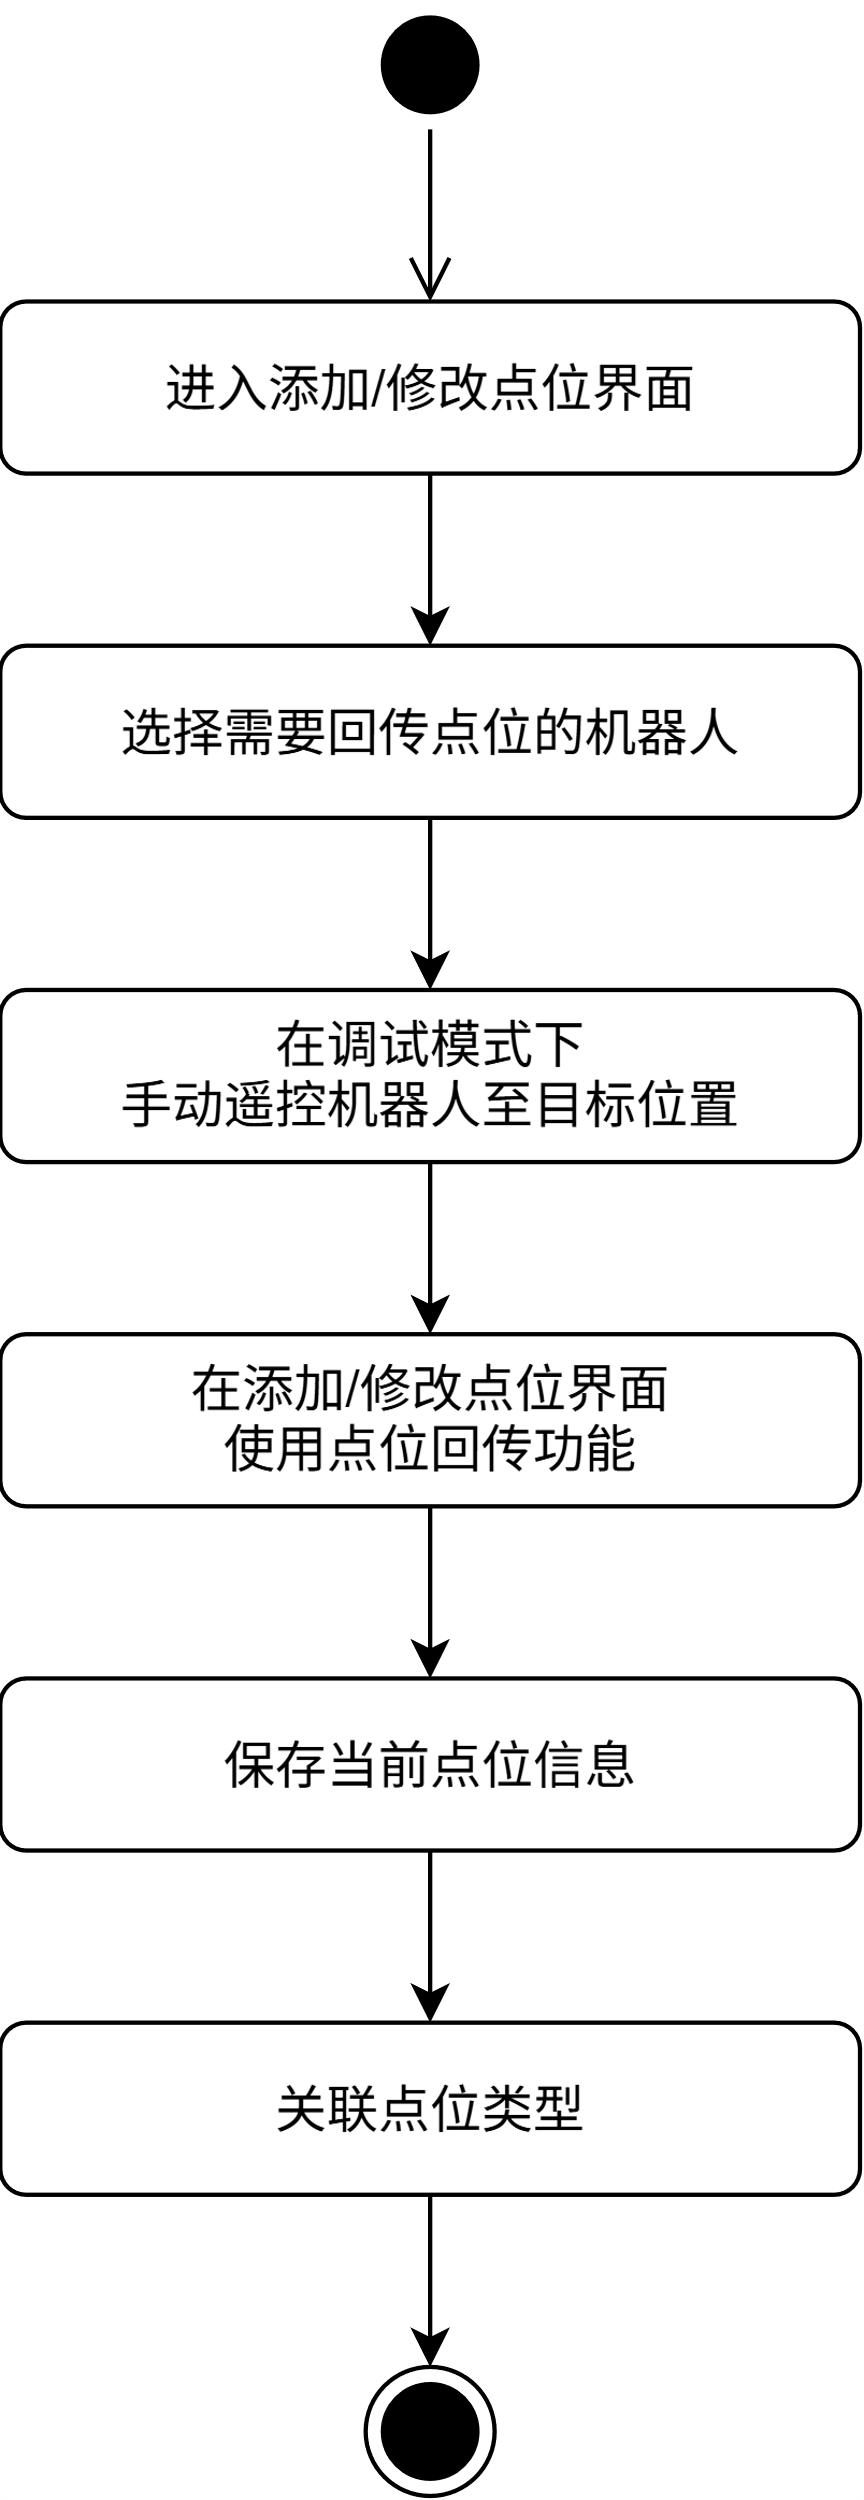 进入添加/修改点位界面
选择需要回传点位的机器人
在调试模式下
手动遥控机器人至目标位置
在添加/修改点位界面
使用点位回传功能
保存当前点位信息
关联点位类型